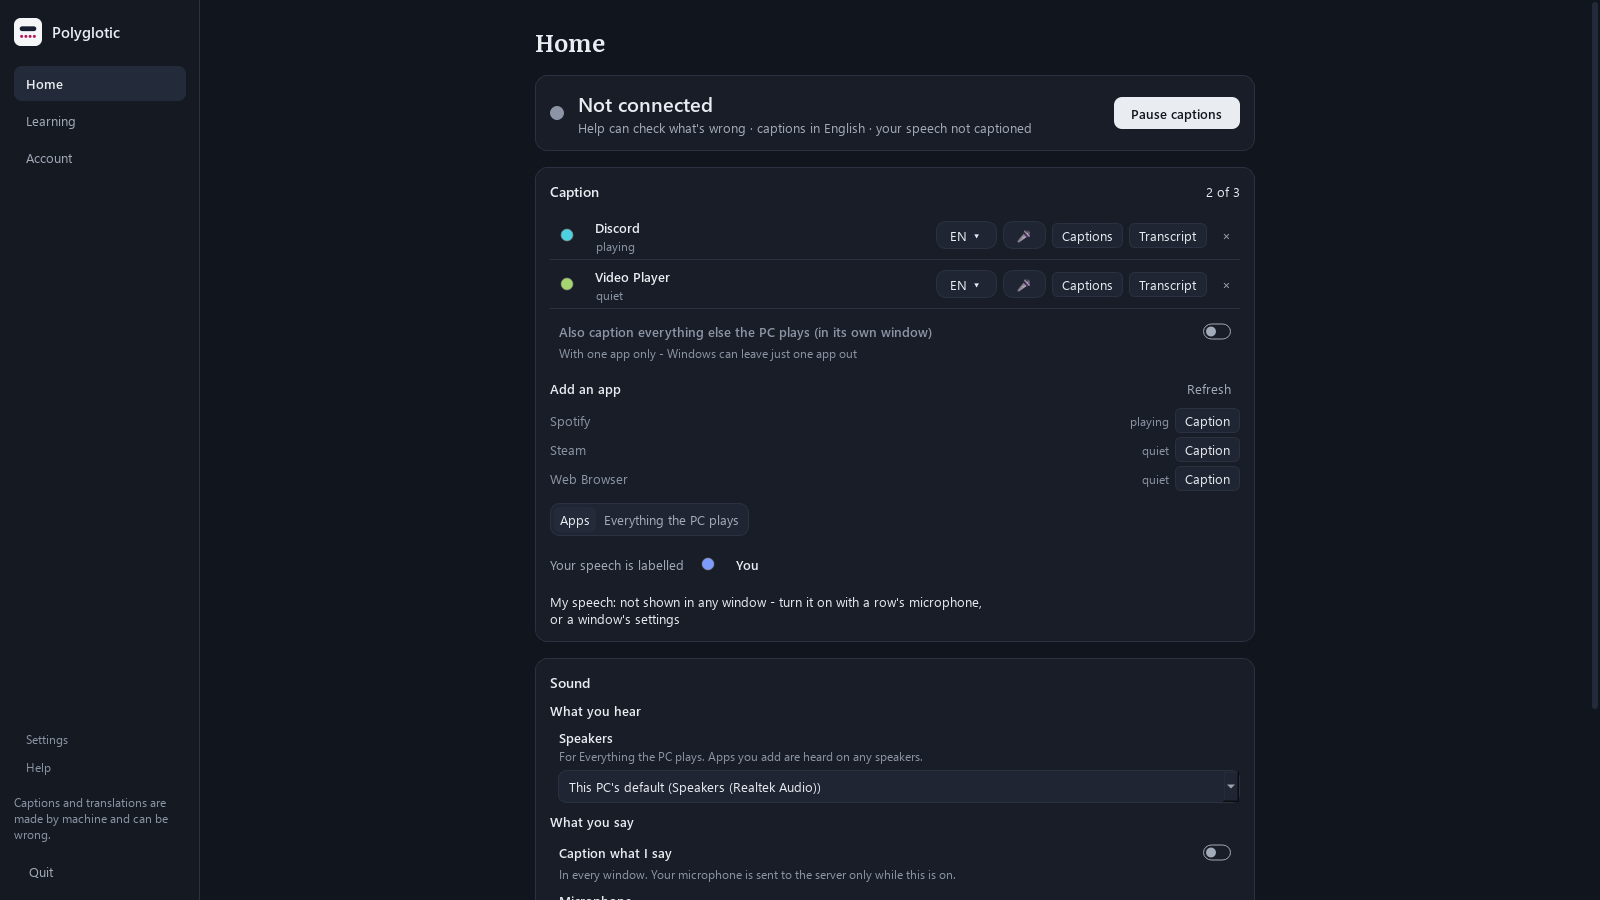 Polyglotic
Home
Learning
Account
Settings
Help
Captions and translations are
made by machine and can be
wrong.
Quit
Home
Not connected
Help can check what's wrong · captions in English · your speech not captioned
Pause captions
Caption
2 of 3
Discord
playing
EN ▾
Captions
Transcript
×
Video Player
quiet
EN ▾
Captions
Transcript
×
Also caption everything else the PC plays (in its own window)
With one app only - Windows can leave just one app out
Add an app
Refresh
Spotify
playing
Caption
Steam
quiet
Caption
Web Browser
quiet
Caption
Apps
Everything the PC plays
Your speech is labelled
You
My speech: not shown in any window - turn it on with a row's microphone,
or a window's settings
Sound
What you hear
Speakers
For Everything the PC plays. Apps you add are heard on any speakers.
This PC's default (Speakers (Realtek Audio))
What you say
Caption what I say
In every window. Your microphone is sent to the server only while this is on.
Microphone